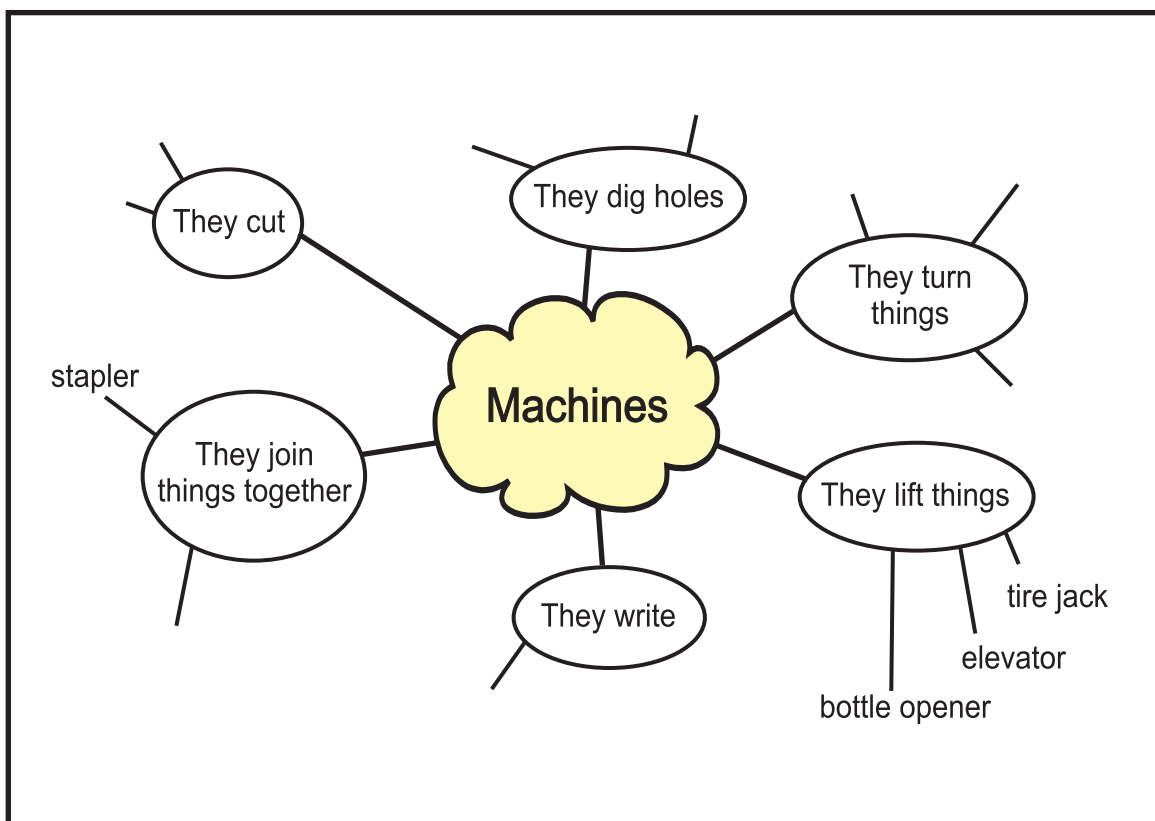 They cut
They dig holes
They turn
things
stapler
Machines
They join
things together
They lift things
They write
tire jack
elevator
bottle opener